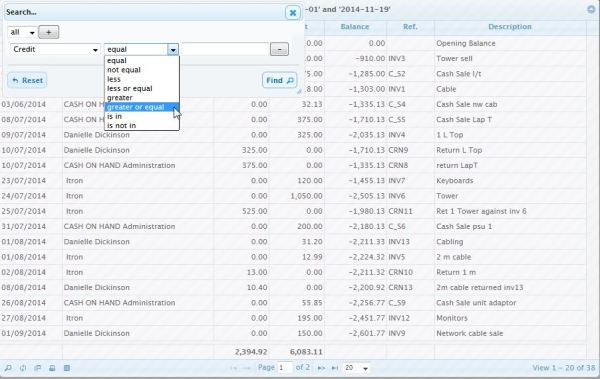 Search...
-01' and '2014-11-19'
all +
Credit equal -
equal
not equal
less
less or equal
greater
greater or equal
is in
is not in
Reset Find
t Balance Ref. Description
0.00 0.00 Opening Balance
0.00 -910.00 INV3 Tower sell
75.00 -1,285.00 C_S2 Cash Sale l/t
8.00 -1,303.00 INV1 Cable
03/06/2014 CASH ON H 0.00 32.13 -1,335.13 C_S4 Cash Sale nw cab
08/07/2014 CASH ON H 0.00 375.00 -1,710.13 C_S5 Cash Sale Lap T
09/07/2014 Danielle Dickinson 0.00 325.00 -2,035.13 INV4 1 L Top
10/07/2014 Danielle Dickinson 325.00 0.00 -1,710.13 CRN9 Return L Top
10/07/2014 CASH ON HAND Administration 375.00 0.00 -1,335.13 CRN8 return LapT
23/07/2014 Itron 0.00 120.00 -1,455.13 INV7 Keyboards
24/07/2014 Itron 0.00 1,050.00 -2,505.13 INV6 Tower
25/07/2014 Itron 525.00 0.00 -1,980.13 CRN11 Ret 1 Tower against inv 6
31/07/2014 CASH ON HAND Administration 0.00 200.00 -2,180.13 C_S6 Cash Sale psu 1
01/08/2014 Danielle Dickinson 0.00 31.20 -2,211.33 INV13 Cabling
01/08/2014 Itron 0.00 12.99 -2,224.32 INV5 2 m cable
02/08/2014 Itron 13.00 0.00 -2,211.32 CRN10 Return 1 m
02/08/2014 Danielle Dickinson 10.40 0.00 -2,200.92 CRN13 2m cable returned inv13
26/08/2014 CASH ON HAND Administration 0.00 55.85 -2,256.77 C_S9 Cash Sale unit adaptor
27/08/2014 Itron 0.00 195.00 -2,451.77 INV12 Monitors
01/09/2014 Danielle Dickinson 0.00 150.00 -2,601.77 INV9 Network cable sale
2,394.92 6,083.11
Page 1 of 2 20 View 1 - 20 of 38